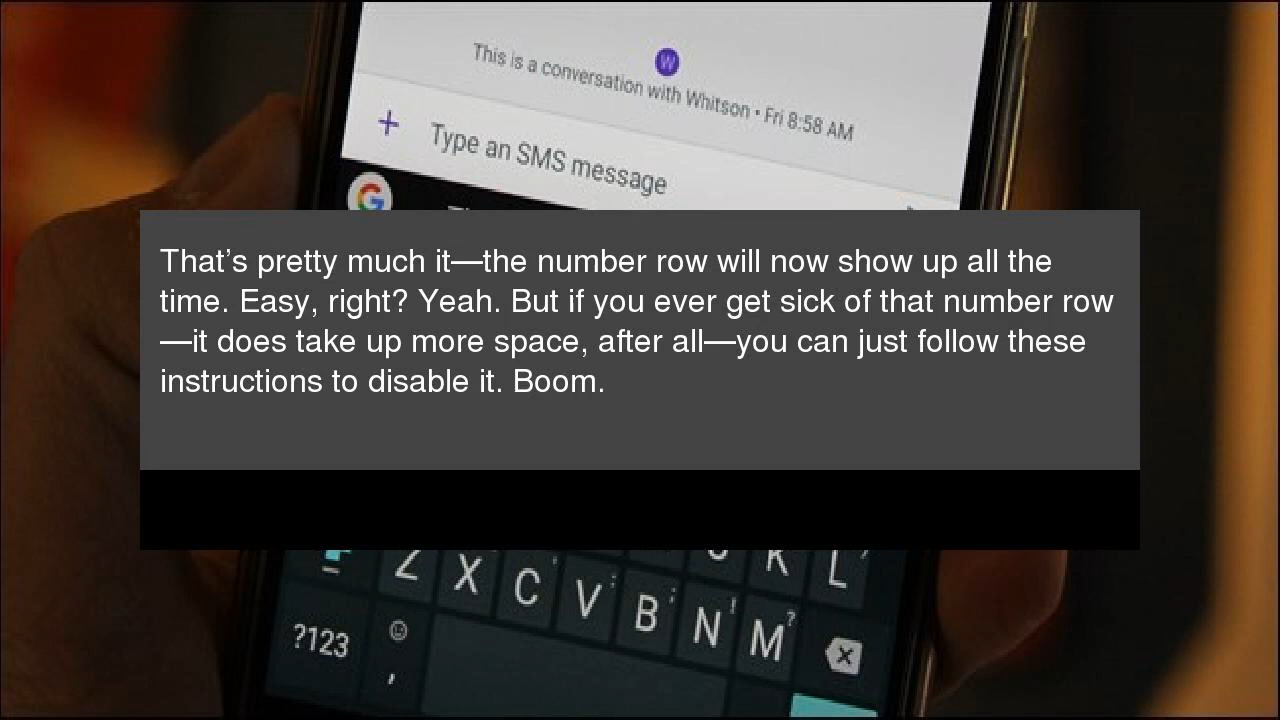 W
This is a conversation with Whitson • Fri 8:58 AM
+ Type an SMS message
G
That’s pretty much it—the number row will now show up all the
time. Easy, right? Yeah. But if you ever get sick of that number row
—it does take up more space, after all—you can just follow these
instructions to disable it. Boom.
K L
Z X C V B N M
?123 ,